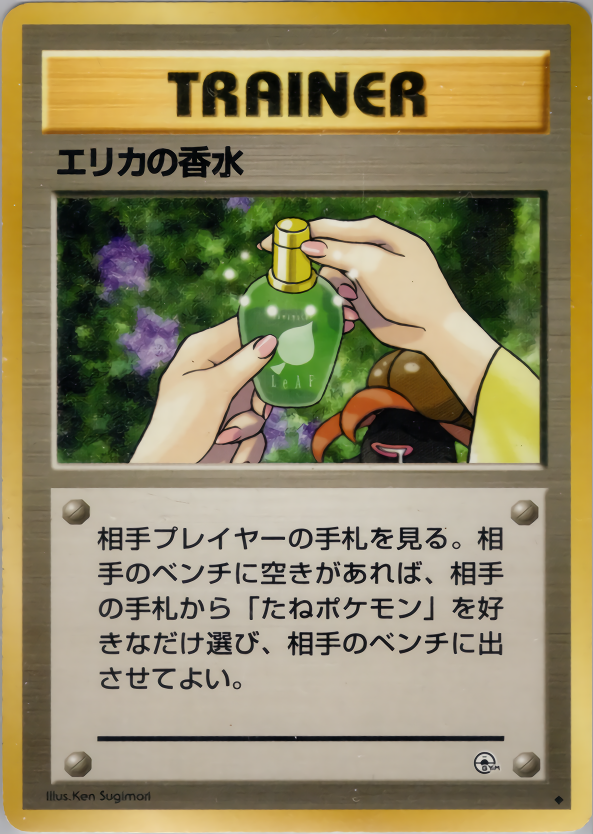 TRAINER
エリカの香水
LeAF
相手プレイヤーの手札を見る。相
手のベンチに空きがあれば、相手
の手札から「たねポケモン」を好
きなだけ選び、相手のベンチに出
させてよい。
GYM
Illus. Ken Sugimori